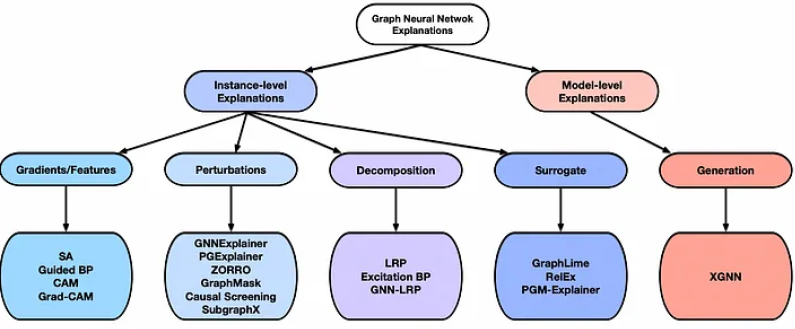 Graph Neural Netwok
Explanations
Instance-level
Explanations
Model-level
Explanations
Gradients/Features
Perturbations
Decomposition
Surrogate
Generation
SA
Guided BP
CAM
Grad-CAM
GNNExplainer
PGExplainer
ZORRO
GraphMask
Causal Screening
SubgraphX
LRP
Excitation BP
GNN-LRP
GraphLime
RelEx
PGM-Explainer
XGNN